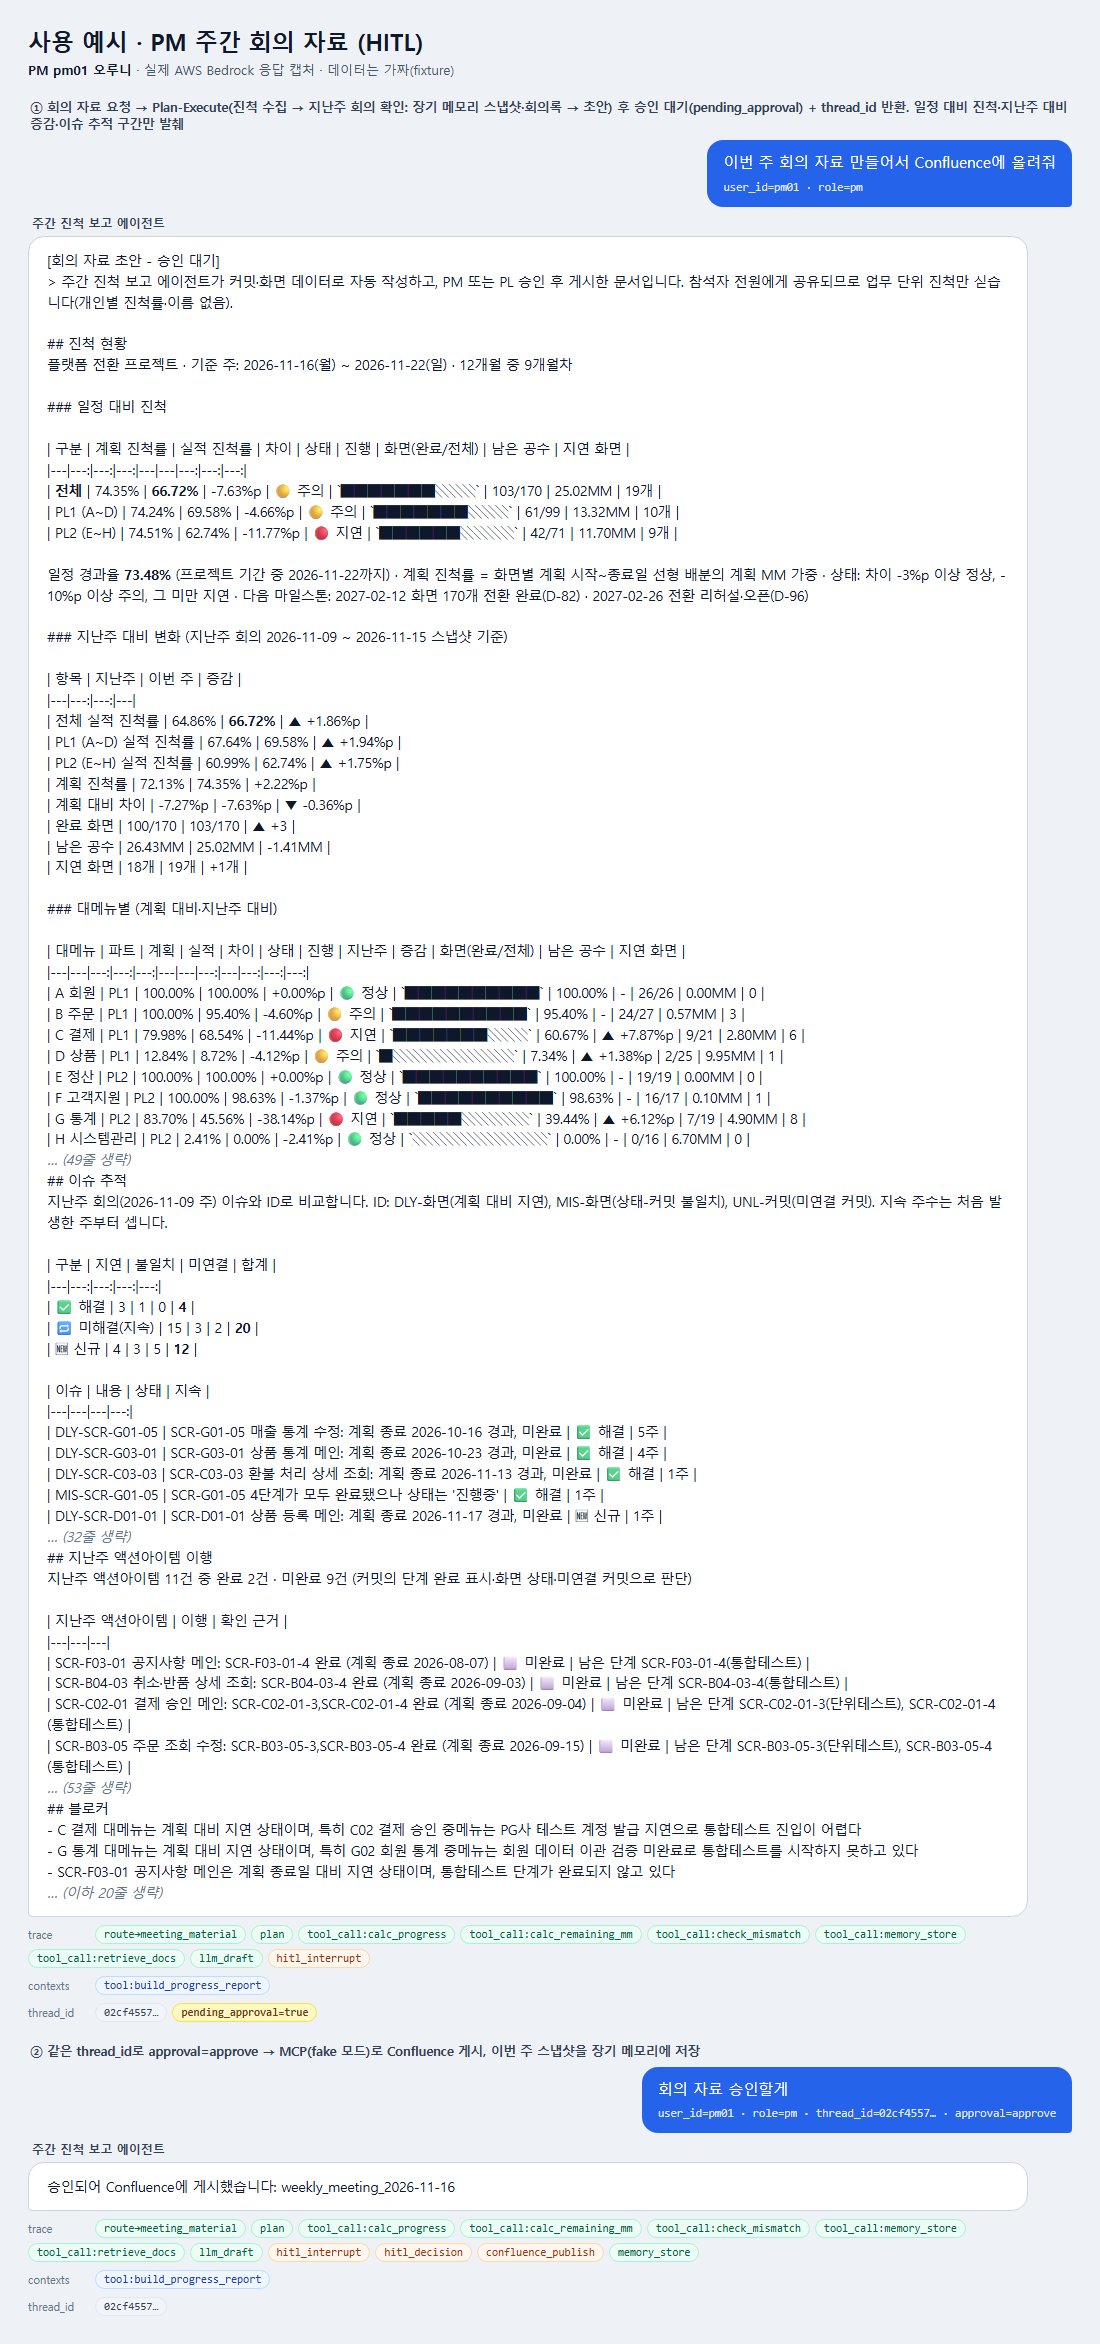 사용 예시 · PM 주간 회의 자료 (HITL)
PM pm01 오루니 · 실제 AWS Bedrock 응답 캡처 · 데이터는 가짜(fixture)
① 회의 자료 요청 → Plan-Execute(진척 수집 → 지난주 회의 확인: 장기 메모리 스냅샷·회의록 → 초안) 후 승인 대기(pending_approval) + thread_id 반환. 일정 대비 진척·지난주 대비
증감·이슈 추적 구간만 발췌
이번 주 회의 자료 만들어서 Confluence에 올려줘
user_id=pm01 · role=pm
주간 진척 보고 에이전트
[회의 자료 초안 - 승인 대기]
> 주간 진척 보고 에이전트가 커밋·화면 데이터로 자동 작성하고, PM 또는 PL 승인 후 게시한 문서입니다. 참석자 전원에게 공유되므로 업무 단위 진척만 싣습
니다(개인별 진척률·이름 없음).
## 진척 현황
플랫폼 전환 프로젝트 · 기준 주: 2026-11-16(월) ~ 2026-11-22(일) · 12개월 중 9개월차
### 일정 대비 진척
| 구분 | 계획 진척률 | 실적 진척률 | 차이 | 상태 | 진행 | 화면(완료/전체) | 남은 공수 | 지연 화면 |
|---|---:|---:|---:|---|---|---:|---:|---:|
| 전체 | 74.35% | 66.72% | -7.63%p | 🟡 주의 | `███████░░░░░` | 103/170 | 25.02MM | 19개 |
| PL1 (A~D) | 74.24% | 69.58% | -4.66%p | 🟡 주의 | `███████░░░░░` | 61/99 | 13.32MM | 10개 |
| PL2 (E~H) | 74.51% | 62.74% | -11.77%p | 🔴 지연 | `██████░░░░░░` | 42/71 | 11.70MM | 9개 |
일정 경과율 73.48% (프로젝트 기간 중 2026-11-22까지) · 계획 진척률 = 화면별 계획 시작~종료일 선형 배분의 계획 MM 가중 · 상태: 차이 -3%p 이상 정상, -
10%p 이상 주의, 그 미만 지연 · 다음 마일스톤: 2027-02-12 화면 170개 전환 완료(D-82) · 2027-02-26 전환 리허설·오픈(D-96)
### 지난주 대비 변화 (지난주 회의 2026-11-09 ~ 2026-11-15 스냅샷 기준)
| 항목 | 지난주 | 이번 주 | 증감 |
|---|---:|---:|---|
| 전체 실적 진척률 | 64.86% | 66.72% | ▲ +1.86%p |
| PL1 (A~D) 실적 진척률 | 67.64% | 69.58% | ▲ +1.94%p |
| PL2 (E~H) 실적 진척률 | 60.99% | 62.74% | ▲ +1.75%p |
| 계획 진척률 | 72.13% | 74.35% | +2.22%p |
| 계획 대비 차이 | -7.27%p | -7.63%p | ▼ -0.36%p |
| 완료 화면 | 100/170 | 103/170 | ▲ +3 |
| 남은 공수 | 26.43MM | 25.02MM | -1.41MM |
| 지연 화면 | 18개 | 19개 | +1개 |
### 대메뉴별 (계획 대비·지난주 대비)
| 대메뉴 | 파트 | 계획 | 실적 | 차이 | 상태 | 진행 | 지난주 | 증감 | 화면(완료/전체) | 남은 공수 | 지연 화면 |
|---|---|---:|---:|---:|---|---|---:|---|---:|---:|---:|
| A 회원 | PL1 | 100.00% | 100.00% | +0.00%p | 🟢 정상 | `██████████` | 100.00% | - | 26/26 | 0.00MM | 0 |
| B 주문 | PL1 | 100.00% | 95.40% | -4.60%p | 🟡 주의 | `██████████` | 95.40% | - | 24/27 | 0.57MM | 3 |
| C 결제 | PL1 | 79.98% | 68.54% | -11.44%p | 🔴 지연 | `███████░░░` | 60.67% | ▲ +7.87%p | 9/21 | 2.80MM | 6 |
| D 상품 | PL1 | 12.84% | 8.72% | -4.12%p | 🟡 주의 | `█░░░░░░░░░` | 7.34% | ▲ +1.38%p | 2/25 | 9.95MM | 1 |
| E 정산 | PL2 | 100.00% | 100.00% | +0.00%p | 🟢 정상 | `██████████` | 100.00% | - | 19/19 | 0.00MM | 0 |
| F 고객지원 | PL2 | 100.00% | 98.63% | -1.37%p | 🟢 정상 | `██████████` | 98.63% | - | 16/17 | 0.10MM | 1 |
| G 통계 | PL2 | 83.70% | 45.56% | -38.14%p | 🔴 지연 | `█████░░░░░` | 39.44% | ▲ +6.12%p | 7/19 | 4.90MM | 8 |
| H 시스템관리 | PL2 | 2.41% | 0.00% | -2.41%p | 🟢 정상 | `░░░░░░░░░░` | 0.00% | - | 0/16 | 6.70MM | 0 |
... (49줄 생략)
## 이슈 추적
지난주 회의(2026-11-09 주) 이슈와 ID로 비교합니다. ID: DLY-화면(계획 대비 지연), MIS-화면(상태-커밋 불일치), UNL-커밋(미연결 커밋). 지속 주수는 처음 발
생한 주부터 셉니다.
| 구분 | 지연 | 불일치 | 미연결 | 합계 |
|---|---:|---:|---:|---:|
| ✅ 해결 | 3 | 1 | 0 | 4 |
| 🔁 미해결(지속) | 15 | 3 | 2 | 20 |
| 🆕 신규 | 4 | 3 | 5 | 12 |
| 이슈 | 내용 | 상태 | 지속 |
|---|---|---|---:|
| DLY-SCR-G01-05 | SCR-G01-05 매출 통계 수정: 계획 종료 2026-10-16 경과, 미완료 | ✅ 해결 | 5주 |
| DLY-SCR-G03-01 | SCR-G03-01 상품 통계 메인: 계획 종료 2026-10-23 경과, 미완료 | ✅ 해결 | 4주 |
| DLY-SCR-C03-03 | SCR-C03-03 환불 처리 상세 조회: 계획 종료 2026-11-13 경과, 미완료 | ✅ 해결 | 1주 |
| MIS-SCR-G01-05 | SCR-G01-05 4단계가 모두 완료됐으나 상태는 '진행중' | ✅ 해결 | 1주 |
| DLY-SCR-D01-01 | SCR-D01-01 상품 등록 메인: 계획 종료 2026-11-17 경과, 미완료 | 🆕 신규 | 1주 |
... (32줄 생략)
## 지난주 액션아이템 이행
지난주 액션아이템 11건 중 완료 2건 · 미완료 9건 (커밋의 단계 완료 표시·화면 상태·미연결 커밋으로 판단)
| 지난주 액션아이템 | 이행 | 확인 근거 |
|---|---|---|
| SCR-F03-01 공지사항 메인: SCR-F03-01-4 완료 (계획 종료 2026-08-07) | ⬜ 미완료 | 남은 단계 SCR-F03-01-4(통합테스트) |
| SCR-B04-03 취소·반품 상세 조회: SCR-B04-03-4 완료 (계획 종료 2026-09-03) | ⬜ 미완료 | 남은 단계 SCR-B04-03-4(통합테스트) |
| SCR-C02-01 결제 승인 메인: SCR-C02-01-3,SCR-C02-01-4 완료 (계획 종료 2026-09-04) | ⬜ 미완료 | 남은 단계 SCR-C02-01-3(단위테스트), SCR-C02-01-4
(통합테스트) |
| SCR-B03-05 주문 조회 수정: SCR-B03-05-3,SCR-B03-05-4 완료 (계획 종료 2026-09-15) | ⬜ 미완료 | 남은 단계 SCR-B03-05-3(단위테스트), SCR-B03-05-4
(통합테스트) |
... (53줄 생략)
## 블로커
- C 결제 대메뉴는 계획 대비 지연 상태이며, 특히 C02 결제 승인 중메뉴는 PG사 테스트 계정 발급 지연으로 통합테스트 진입이 어렵다
- G 통계 대메뉴는 계획 대비 지연 상태이며, 특히 G02 회원 통계 중메뉴는 회원 데이터 이관 검증 미완료로 통합테스트를 시작하지 못하고 있다
- SCR-F03-01 공지사항 메인은 계획 종료일 대비 지연 상태이며, 통합테스트 단계가 완료되지 않고 있다
... (이하 20줄 생략)
trace route→meeting_material plan tool_call:calc_progress tool_call:calc_remaining_mm tool_call:check_mismatch tool_call:memory_store
tool_call:retrieve_docs llm_draft hitl_interrupt
contexts tool:build_progress_report
thread_id 02cf4557… pending_approval=true
② 같은 thread_id로 approval=approve → MCP(fake 모드)로 Confluence 게시, 이번 주 스냅샷을 장기 메모리에 저장
회의 자료 승인할게
user_id=pm01 · role=pm · thread_id=02cf4557… · approval=approve
주간 진척 보고 에이전트
승인되어 Confluence에 게시했습니다: weekly_meeting_2026-11-16
trace route→meeting_material plan tool_call:calc_progress tool_call:calc_remaining_mm tool_call:check_mismatch tool_call:memory_store
tool_call:retrieve_docs llm_draft hitl_interrupt hitl_decision confluence_publish memory_store
contexts tool:build_progress_report
thread_id 02cf4557…